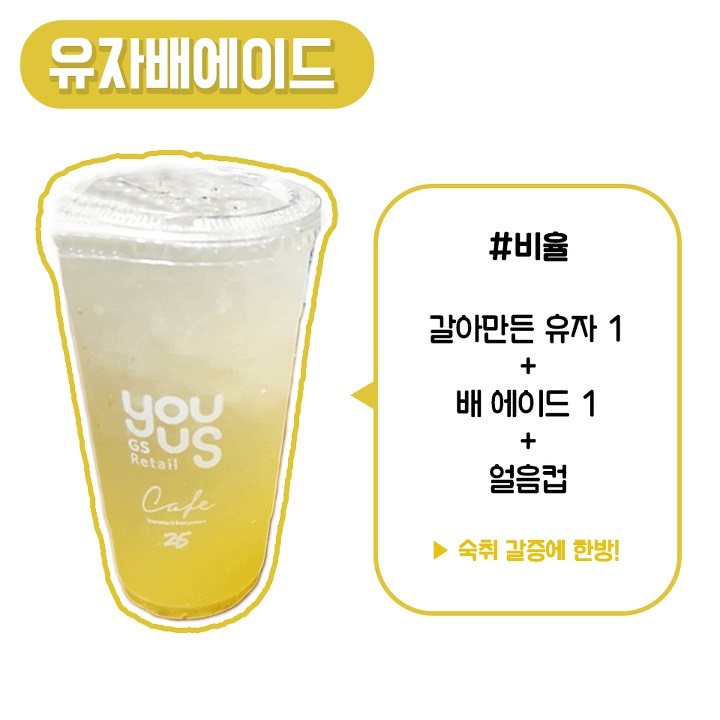 유자배에이드
#비율
갈아만든 유자 1
+
배 에이드 1
+
얼음컵
▶ 숙취 갈증에 한방!
you
us
GS
Retail
Cafe
25